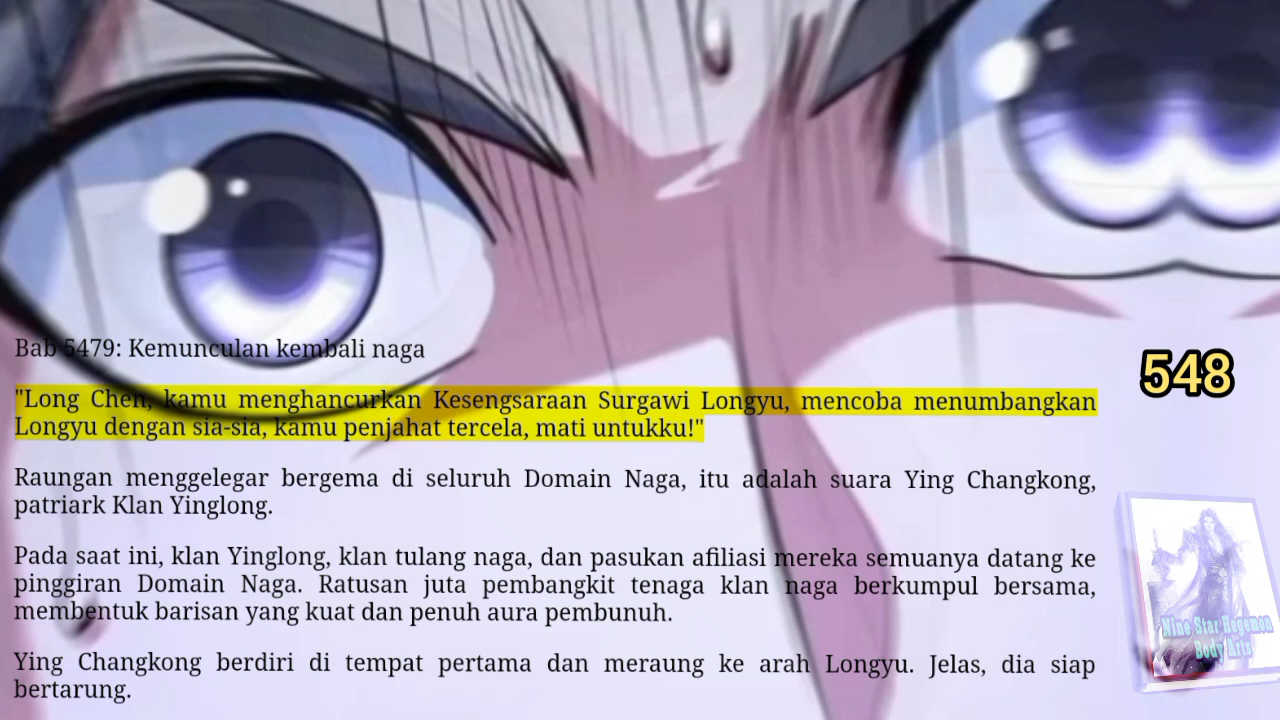 Bab 5479: Kemunculan kembali naga
"Long Chen, kamu menghancurkan Kesengsaraan Surgawi Longyu, mencoba menumbangkan
Longyu dengan sia-sia, kamu penjahat tercela, mati untukku!"
548
Raungan menggelegar bergema di seluruh Domain Naga, itu adalah suara Ying Changkong,
patriark Klan Yinglong.
Pada saat ini, klan Yinglong, klan tulang naga, dan pasukan afiliasi mereka semuanya datang ke
pinggiran Domain Naga. Ratusan juta pembangkit tenaga klan naga berkumpul bersama,
membentuk barisan yang kuat dan penuh aura pembunuh.
Ying Changkong berdiri di tempat pertama dan meraung ke arah Longyu. Jelas, dia siap
bertarung.
Nine Star Hegemon
Body Arts